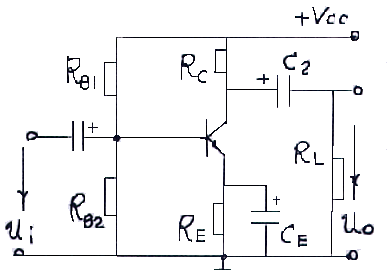 +Vcc
RB1
RC
+ C2
+
RL
Ui
RB2
RE
+
CE
Uo